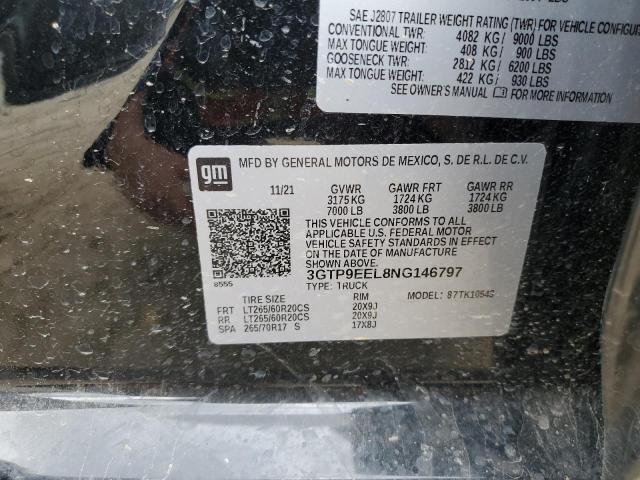 SAE J2807 TRAILER WEIGHT RATING (TWR) FOR VEHICLE
CONVENTIONAL TWR: 4082 KG/ 9000 LBS
MAX TONGUE WEIGHT: 408 KG/ 900 LBS
GOOSENECK TWR: 2812 KG/ 6200 LBS
MAX TONGUE WEIGHT: 422 KG/ 930 LBS
SEE OWNER'S MANUAL FOR MORE INFORMATION
gm
MFD BY GENERAL MOTORS DE MEXICO, S. DE R.L. DE C.V.
11/21 GVWR GAWR FRT GAWR RR
3175 KG 1724 KG 1724 KG
7000 LB 3800 LB 3800 LB
THIS VEHICLE CONFORMS TO ALL
APPLICABLE U.S. FEDERAL MOTOR
VEHICLE SAFETY STANDARDS IN EFFECT
ON THE DATE OF MANUFACTURE
SHOWN ABOVE.
8555
3GTP9EEL8NG146797
TYPE: TRUCK MODEL:
TIRE SIZE RIM
FRT LT265/60R20CS 20X9J
RR LT265/60R20CS 20X9J
SPA 265/70R17 S 17X8J